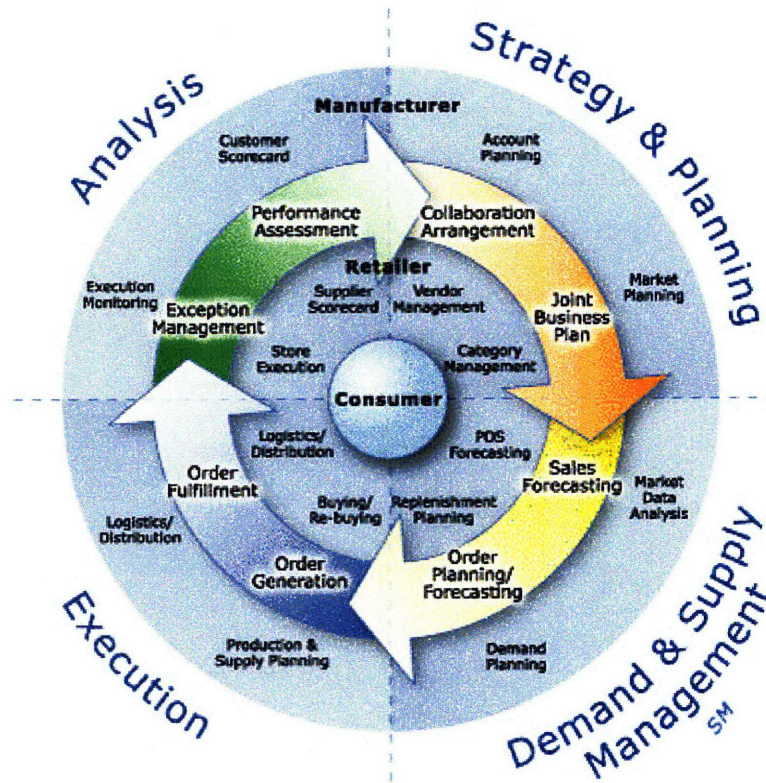 Analysis
Strategy & Planning
Manufacturer
Customer
Scorecard
Account
Planning
Performance
Assessment
Collaboration
Arrangement
Retailer
Execution
Monitoring
Exception
Management
Supplier
Scorecard
Vendor
Management
Joint
Business
Plan
Market
Planning
Store
Execution
Category
Management
Consumer
Logistics/
Distribution
POS
Forecasting
Order
Fulfillment
Sales
Forecasting
Market
Data
Analysis
Buying/
Re-buying
Replenishment
Planning
Logistics/
Distribution
Order
Generation
Order
Planning/
Forecasting
Production &
Supply Planning
Demand
Planning
Execution
Demand & Supply
Management
SM